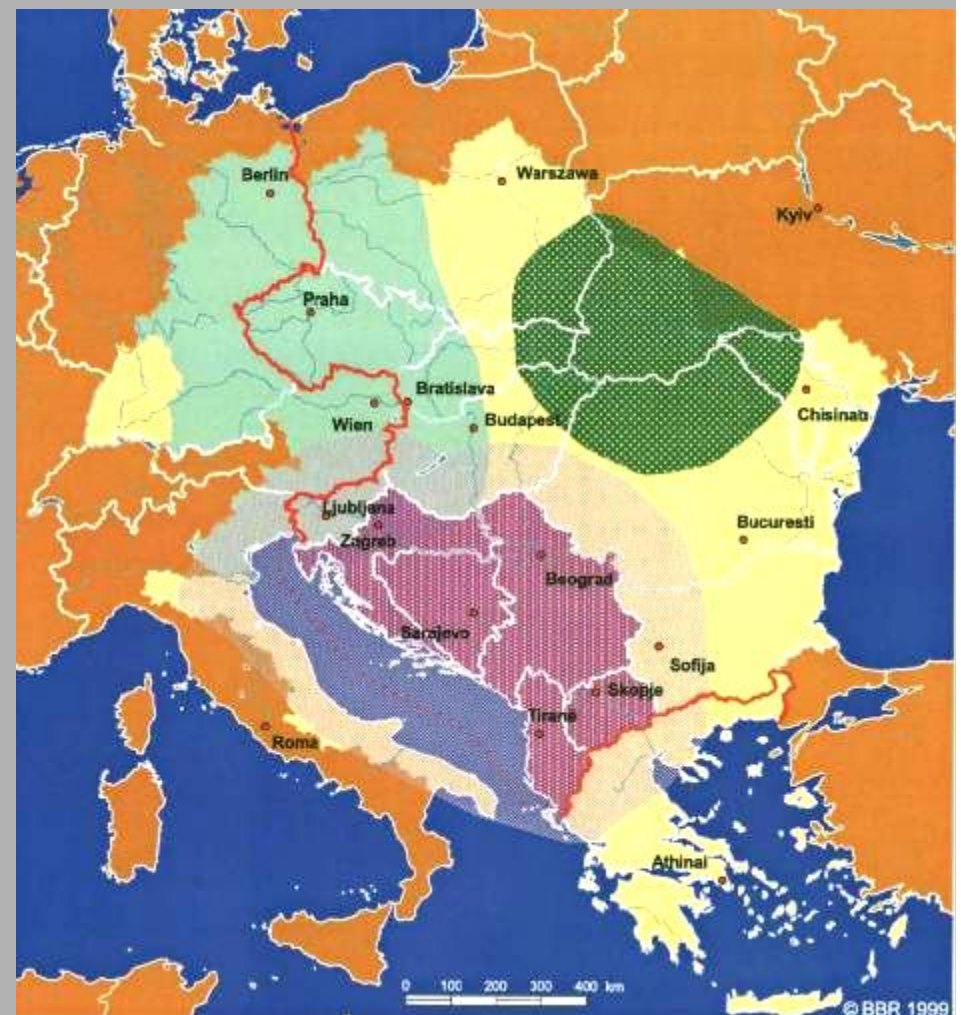 Berlin
Warszawa
Kyiv
Praha
Bratislava
Wien
Budapest
Chisinau
Ljubljana
Zagreb
Bucuresti
Beograd
Sarajevo
Sofija
Skopje
Tiranë
Roma
Athinai
0 100 200 300 400 km
© BBR 1999